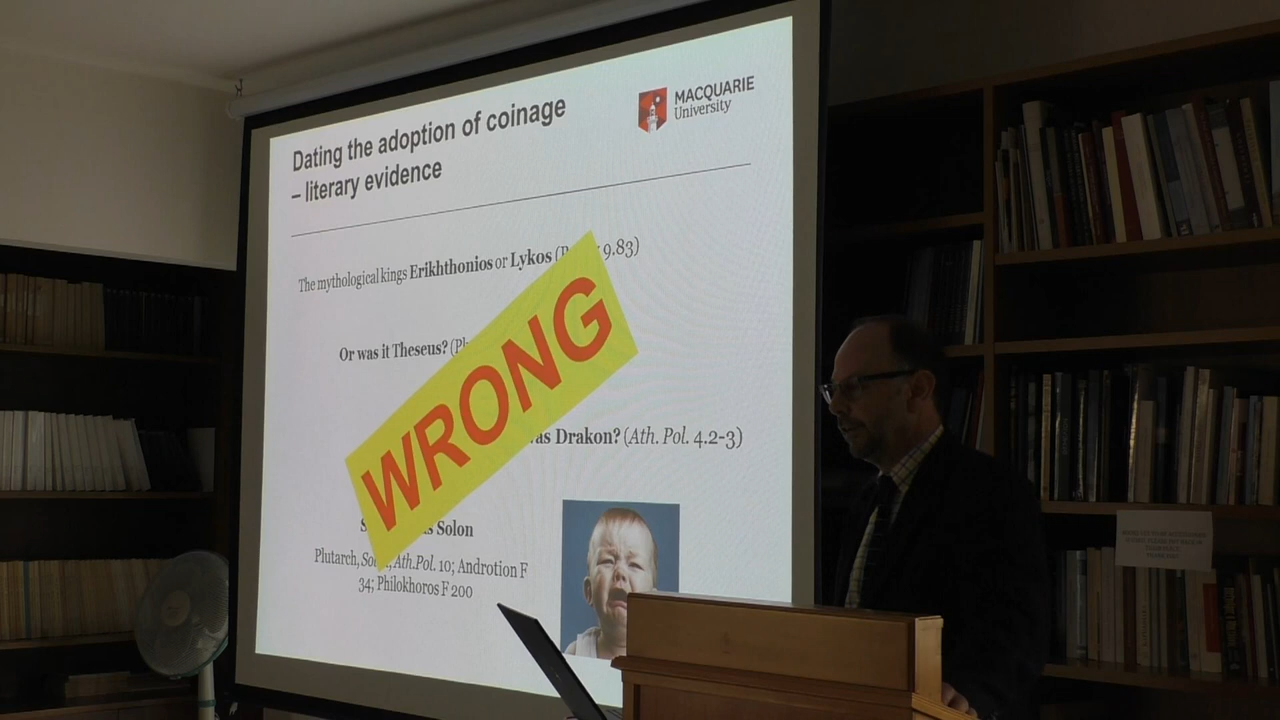 Dating the adoption of coinage
– literary evidence
MACQUARIE
University
The mythological kings Erikhthonios or Lykos 9.83)
Or was it Theseus?
WRONG
Drakon? (Ath. Pol. 4.2-3)
Solon
Plutarch, Ath.Pol. 10; Androtion F
34; Philokhoros F 200